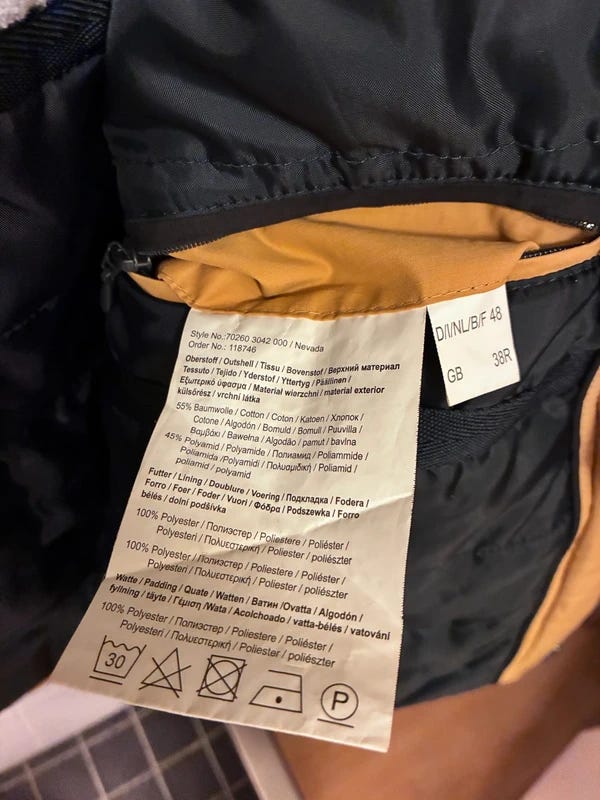 Style No.:70260 3042 000 / Nevada
Order No.: 118746
Oberstoff / Outshell / Tissu / Bovenstof / Верхний материал
Tessuto / Tejido / Yderstof / Yttertyg / Päällinen /
Εξωτερικό ύφασμα / Materiał wierzchni / material exterior
külsőrész / vrchní látka
55% Baumwolle / Cotton / Coton / Katoen / Хлопок /
Cotone / Algodón / Bomuld / Bomull / Puuvilla /
Βαμβάκι / Bawełna / Algodão / pamut / bavlna
45% Polyamid / Polyamide / Полиамид / Poliammide /
Poliamida / Polyamidi / Πολυαμιδική / Poliamid /
poliamid / polyamid
Futter / Lining / Doublure / Voering / Подкладка / Fodera /
Forro / Foer / Foder / Vuori / Φόδρα / Podszewka / Forro
bélés / dolní podšívka
100% Polyester / Полиэстер / Poliestere / Poliéster /
Polyesteri / Πολυεστερική / Poliester / poliészter
100% Polyester / Полиэстер / Poliestere / Poliéster /
Polyesteri / Πολυεστερική / Poliester / poliészter
Watte / Padding / Quate / Watten / Ватин /Ovatta / Algodón /
fyllning / täyte / Γέμιση /Wata / Acolchoado / vatta-bélés / vatování
100% Polyester / Полиэстер / Poliestere / Poliéster /
Polyesteri / Πολυεστερική / Poliester / poliészter
30
P
D/I/NL/B/F 48
GB 38R